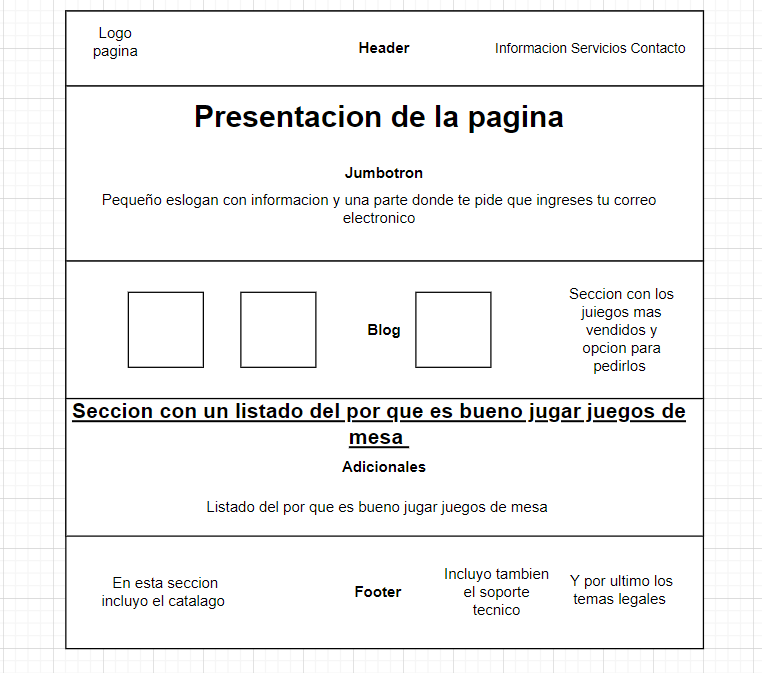 Logo
pagina
Header
Informacion Servicios Contacto
Presentacion de la pagina
Jumbotron
Pequeño eslogan con informacion y una parte donde te pide que ingreses tu correo
electronico
Blog
Seccion con los
juiegos mas
vendidos y
opcion para
pedirlos
Seccion con un listado del por que es bueno jugar juegos de
mesa
Adicionales
Listado del por que es bueno jugar juegos de mesa
En esta seccion
incluyo el catalago
Footer
Incluyo tambien
el soporte
tecnico
Y por ultimo los
temas legales